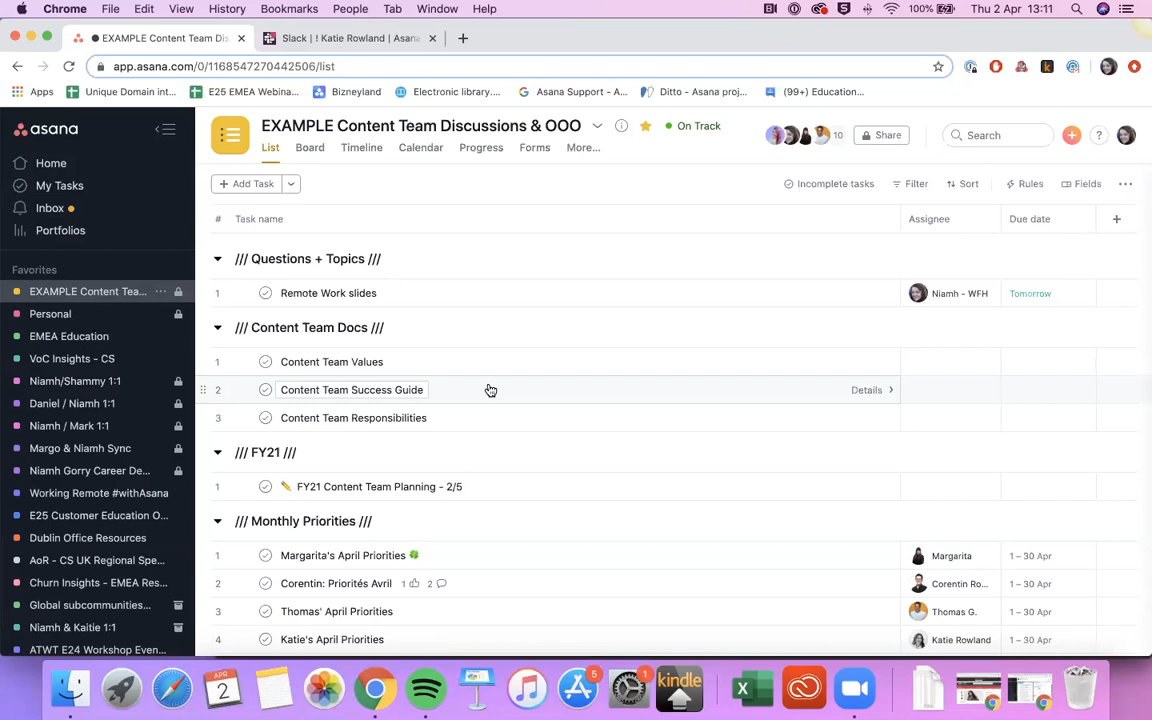 Chrome File Edit View History Bookmarks People Tab Window Help 100% Thu 2 Apr 13:11
EXAMPLE Content Team Dis Slack | ! Katie Rowland | Asana
app.asana.com/0/1168547270442506/list
Apps Unique Domain int... E25 EMEA Webina... Bizneyland Electronic library.... Asana Support - A... Ditto - Asana proj... (99+) Education...
asana
EXAMPLE Content Team Discussions & OOO On Track
10 Share Search ?
List Board Timeline Calendar Progress Forms More...
Home
My Tasks
Inbox
Portfolios
Favorites
EXAMPLE Content Tea... ...
Personal
EMEA Education
VoC Insights - CS
Niamh/Shammy 1:1
Daniel / Niamh 1:1
Niamh / Mark 1:1
Margo & Niamh Sync
Niamh Gorry Career De...
Working Remote #withAsana
E25 Customer Education O...
Dublin Office Resources
AoR - CS UK Regional Spe...
Churn Insights - EMEA Res...
Global subcommunities...
Niamh & Kaitie 1:1
ATWT E24 Workshop Even...
+ Add Task Incomplete tasks Filter Sort Rules Fields ...
# Task name Assignee Due date +
/// Questions + Topics ///
1 Remote Work slides Niamh - WFH Tomorrow
/// Content Team Docs ///
1 Content Team Values
2 Content Team Success Guide Details >
3 Content Team Responsibilities
/// FY21 ///
1 ✏️ FY21 Content Team Planning - 2/5
/// Monthly Priorities ///
1 Margarita's April Priorities 🍀 Margarita 1 – 30 Apr
2 Corentin: Priorités Avril 1 2 Corentin Ro... 1 – 30 Apr
3 Thomas' April Priorities Thomas G. 1 – 30 Apr
4 Katie's April Priorities Katie Rowland 1 – 30 Apr
APR
2
5
1
kindle